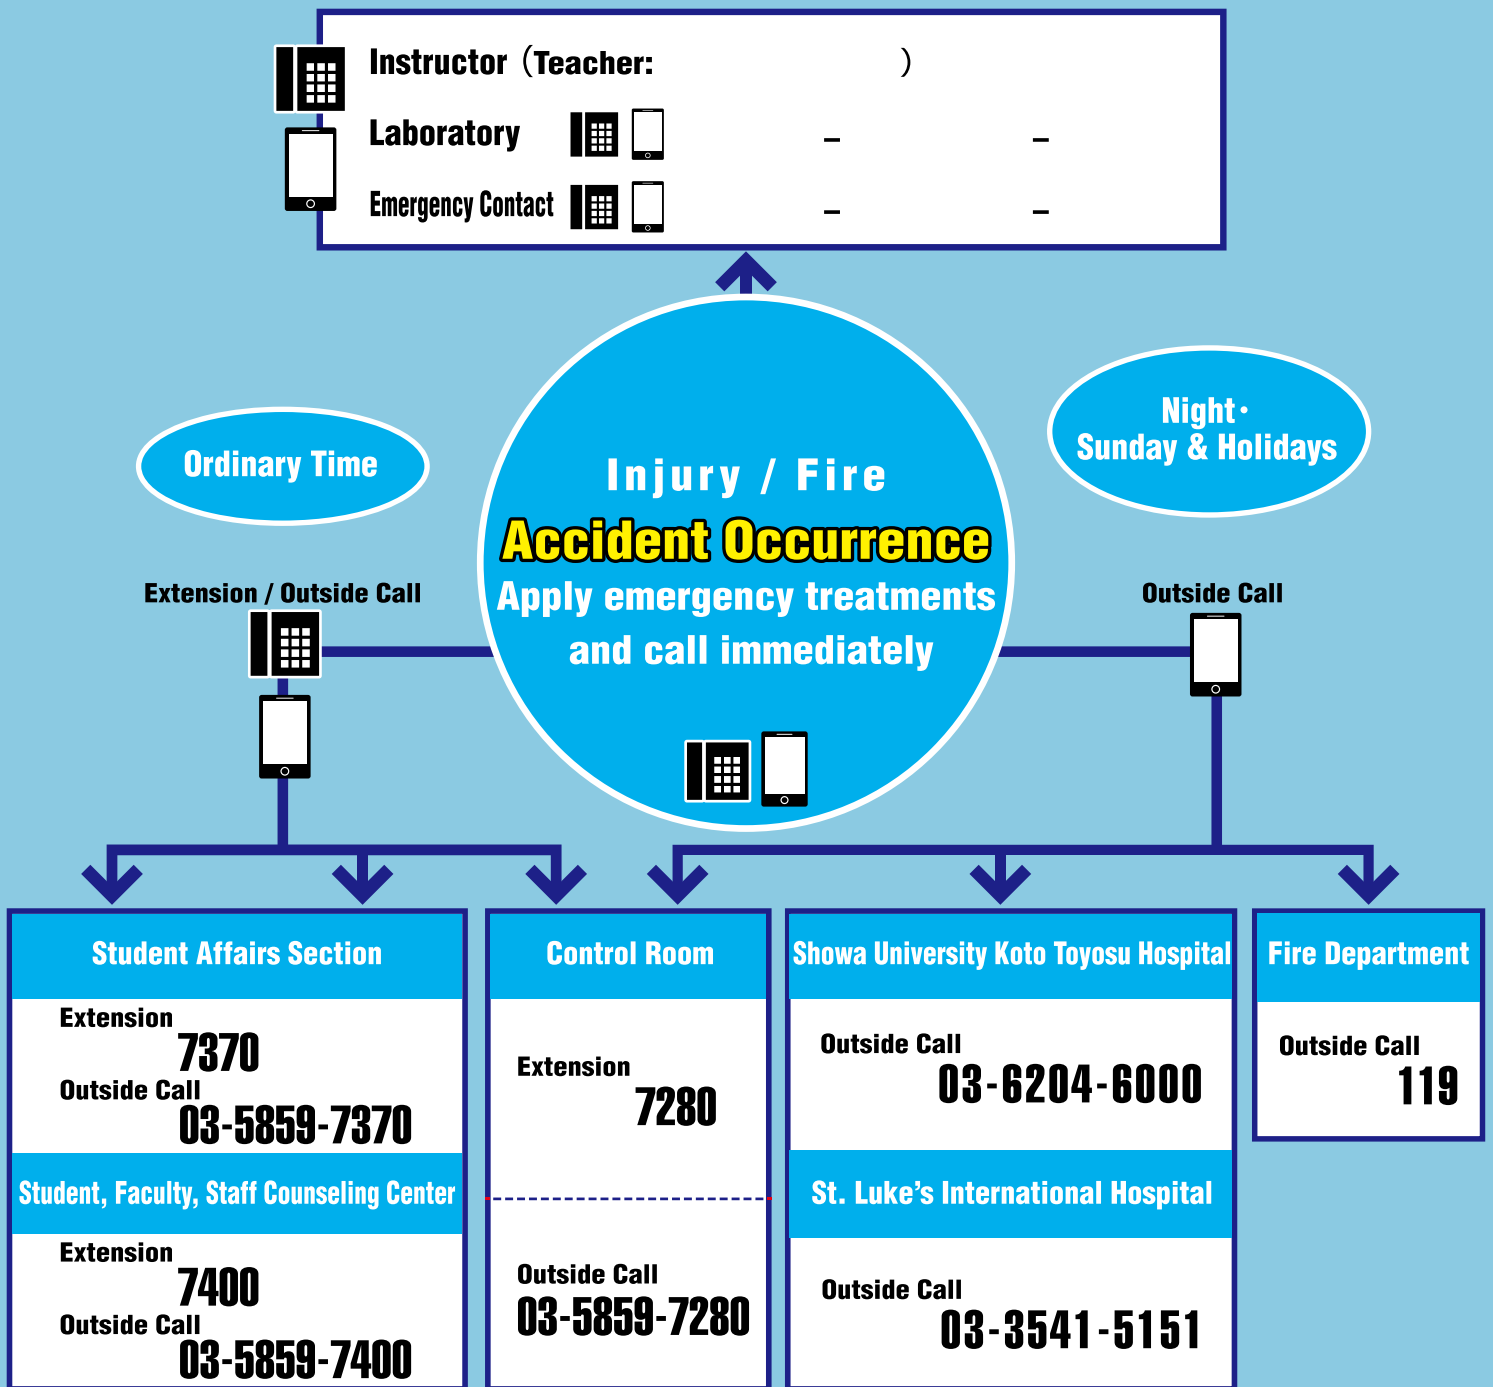 Instructor (Teacher: )
Laboratory – –
Emergency Contact – –
Ordinary Time
Night・
Sunday & Holidays
Injury / Fire
Accident Occurrence
Apply emergency treatments
and call immediately
Extension / Outside Call
Outside Call
Student Affairs Section
Extension
7370
Outside Call
03-5859-7370
Student, Faculty, Staff Counseling Center
Extension
7400
Outside Call
03-5859-7400
Control Room
Extension
7280
Outside Call
03-5859-7280
Showa University Koto Toyosu Hospital
Outside Call
03-6204-6000
St. Luke's International Hospital
Outside Call
03-3541-5151
Fire Department
Outside Call
119